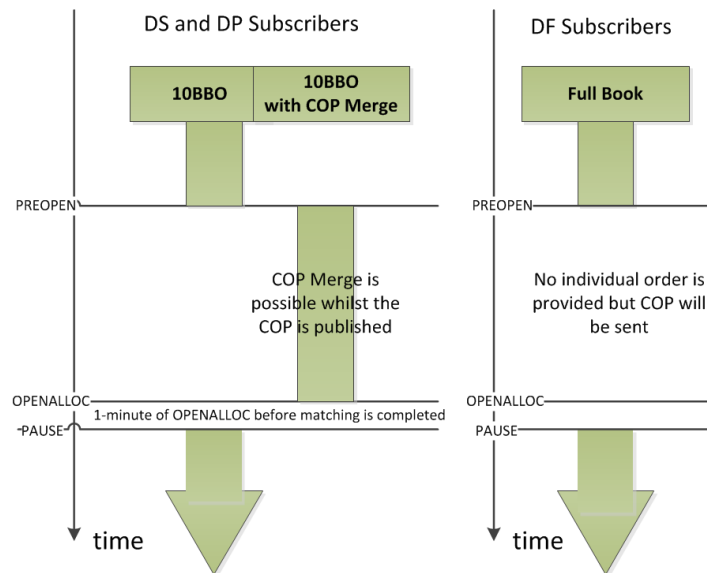 DS and DP Subscribers
10BBO
10BBO
with COP Merge
PREOPEN
COP Merge is
possible whilst the
COP is published
OPENALLOC
1-minute of OPENALLOC before matching is completed
PAUSE
time
DF Subscribers
Full Book
PREOPEN
No individual order is
provided but COP will
be sent
OPENALLOC
PAUSE
time